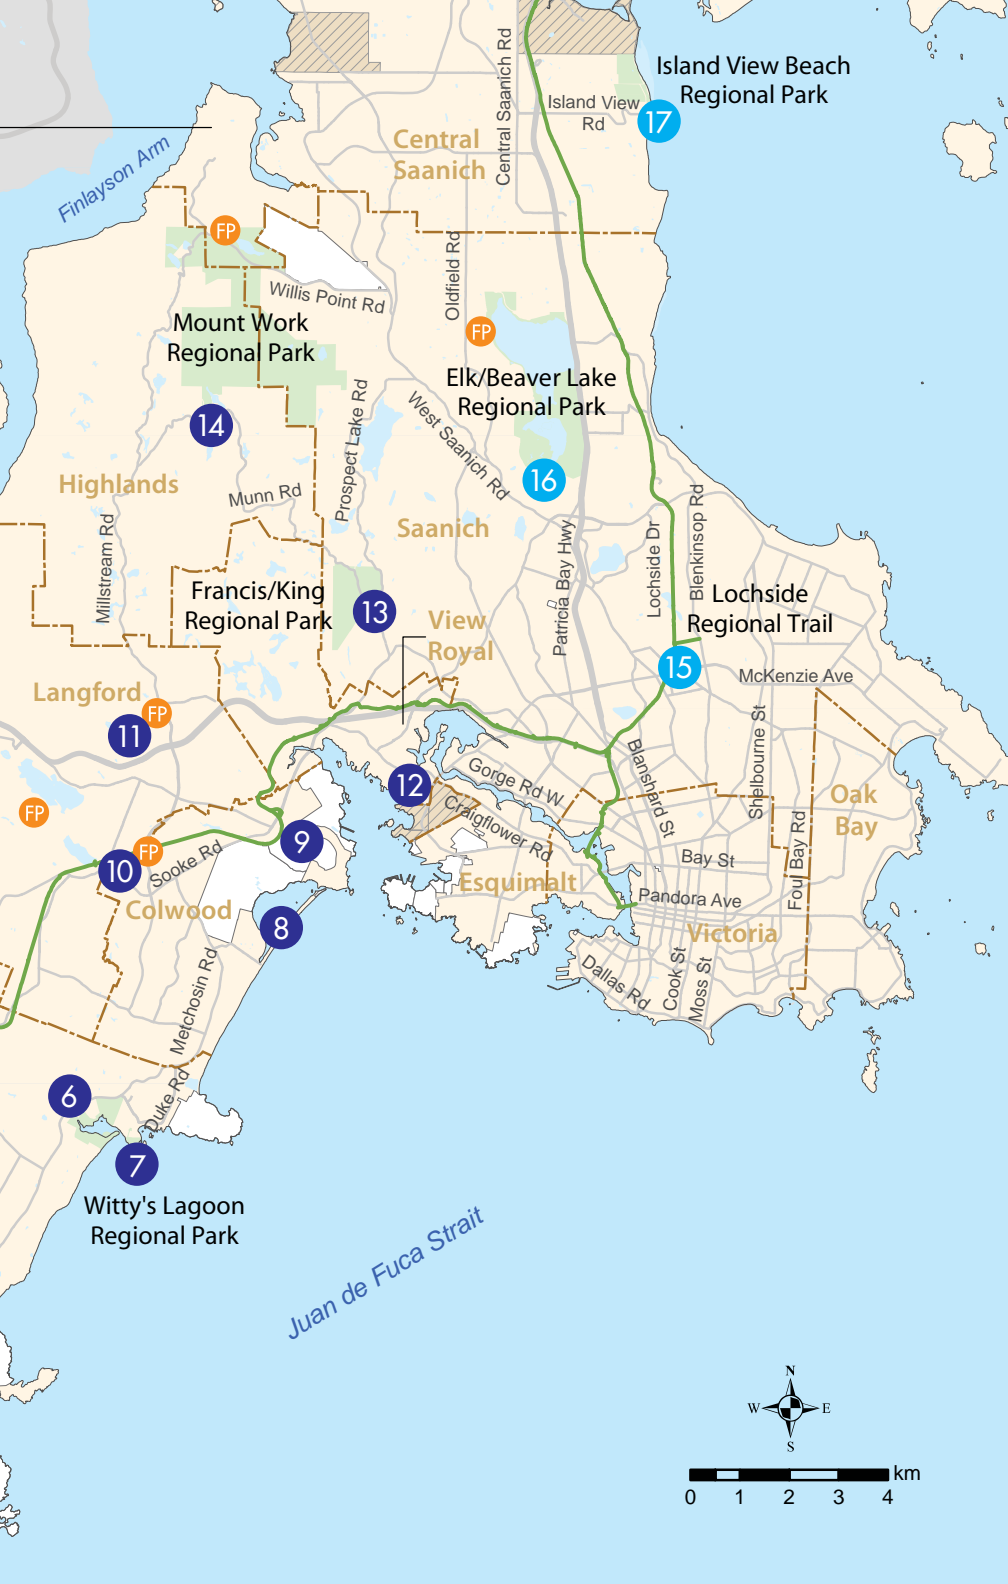 Island View Beach
Regional Park
Central Saanich Rd
Island View
Rd
17
Central
Saanich
Finlayson Arm
FP
Oldfield Rd
Willis Point Rd
Mount Work
Regional Park
FP
Elk/Beaver Lake
Regional Park
Prospect Lake Rd
West Saanich Rd
14
Highlands
Munn Rd
16
Saanich
Millstream Rd
Patricia Bay Hwy
Lochside Dr
Blenkinsop Rd
Francis/King
Regional Park
13
Lochside
Regional Trail
View
Royal
15
McKenzie Ave
Langford
FP
11
Blanshard St
Shelbourne St
12
Gorge Rd W
Craigflower Rd
Oak
Bay
FP
9
FP
10
Sooke Rd
Bay St
Foul Bay Rd
Esquimalt
Pandora Ave
Colwood
8
Victoria
Metchosin Rd
Dallas Rd
Cook St
Moss St
6
Duke Rd
7
Witty's Lagoon
Regional Park
Juan de Fuca Strait
N
W E
S
km
0 1 2 3 4